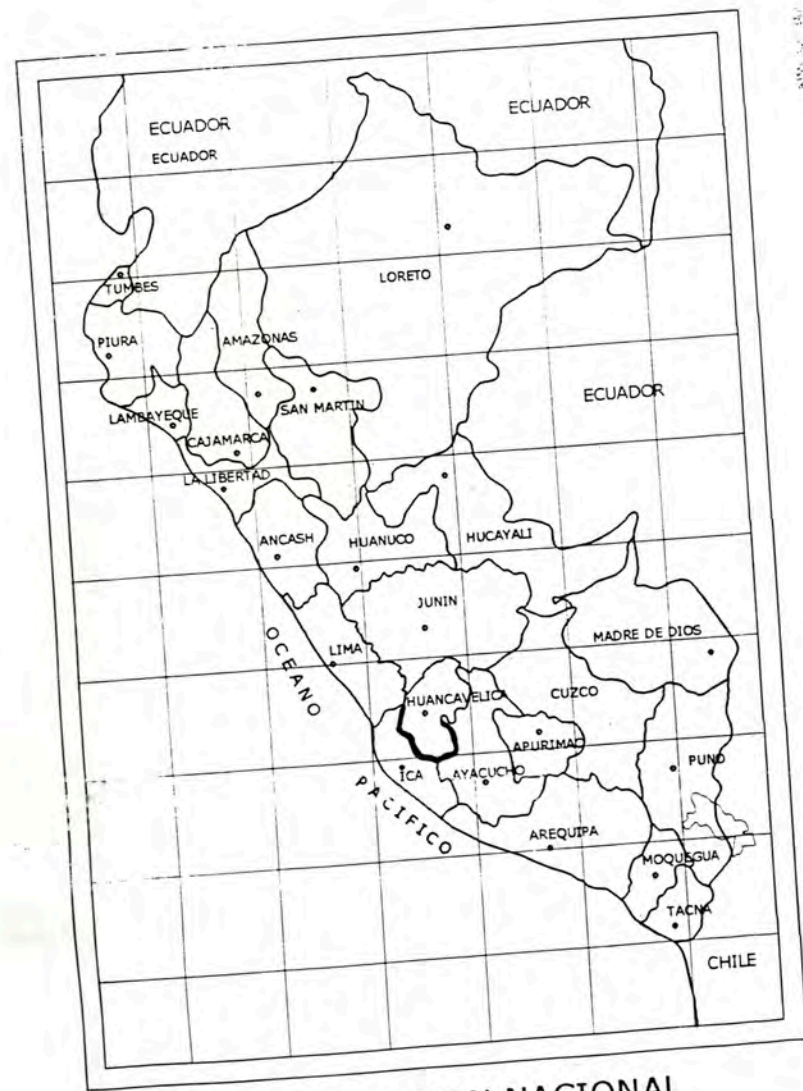 ECUADOR
ECUADOR
ECUADOR
TUMBES
LORETO
PIURA
AMAZONAS
ECUADOR
SAN MARTIN
LAMBAYEQUE
CAJAMARCA
LA LIBERTAD
ANCASH
HUANUCO
HUCAYALI
JUNIN
MADRE DE DIOS
LIMA
OCEANO
HUANCAVELICA
CUZCO
APURIMAC
PUNO
ICA
AYACUCHO
PACIFICO
AREQUIPA
MOQUEGUA
TACNA
CHILE
NACIONAL